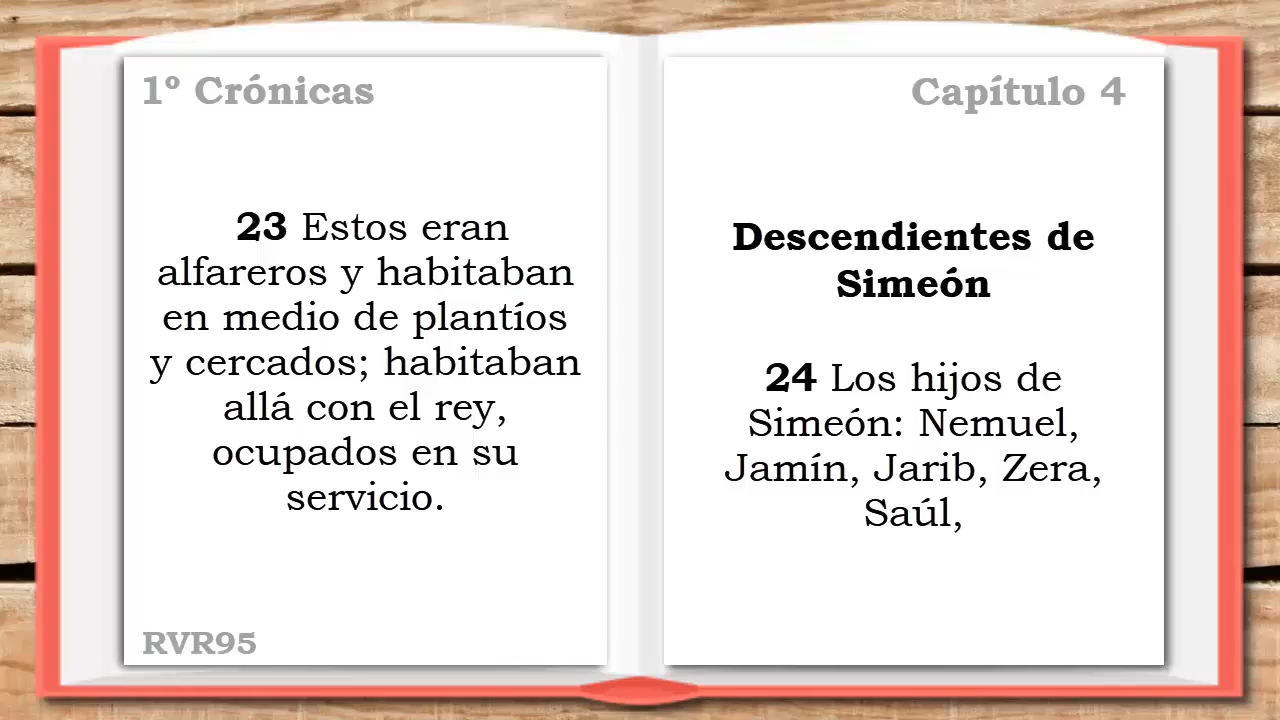 1º Crónicas
23 Estos eran
alfareros y habitaban
en medio de plantíos
y cercados; habitaban
allá con el rey,
ocupados en su
servicio.
RVR95
Capítulo 4
Descendientes de
Simeón
24 Los hijos de
Simeón: Nemuel,
Jamín, Jarib, Zera,
Saúl,